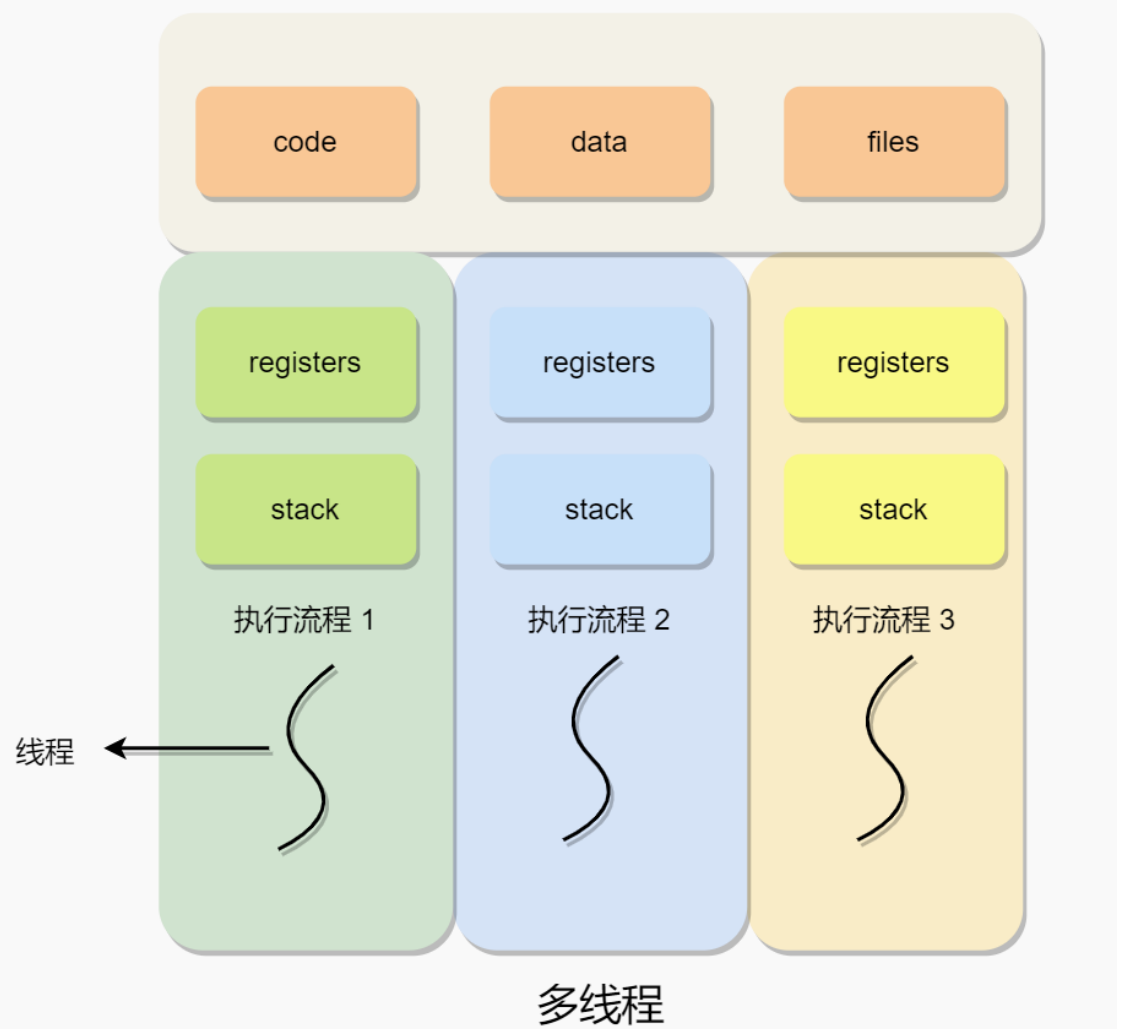 code data files
registers registers registers
stack stack stack
执行流程 1 执行流程 2 执行流程 3
线程
多线程